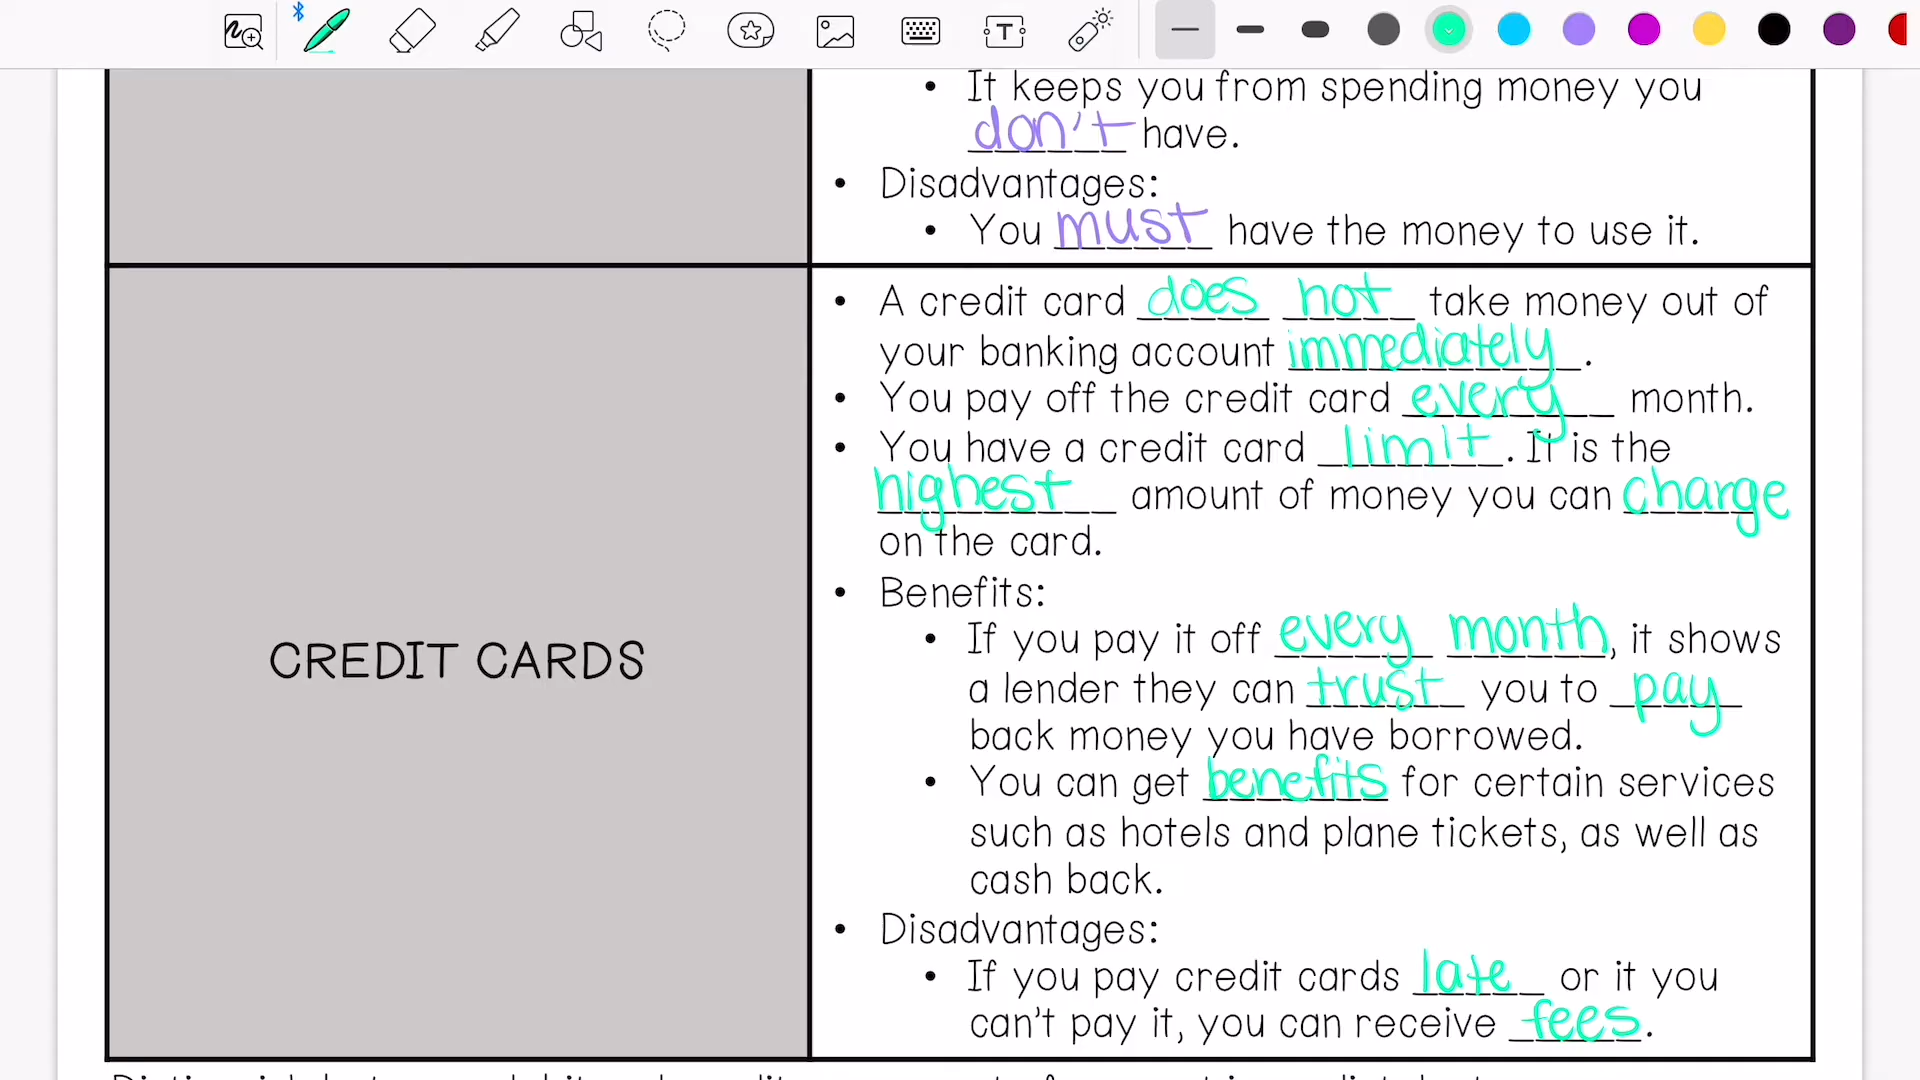 • It keeps you from spending money you
don't have.
• Disadvantages:
• You must have the money to use it.
CREDIT CARDS
• A credit card does not take money out of
your banking account immediately.
• You pay off the credit card every month.
• You have a credit card limit. It is the
highest amount of money you can charge
on the card.
• Benefits:
• If you pay it off every month, it shows
a lender they can trust you to pay
back money you have borrowed.
• You can get benefits for certain services
such as hotels and plane tickets, as well as
cash back.
• Disadvantages:
• If you pay credit cards late or it you
can't pay it, you can receive fees.